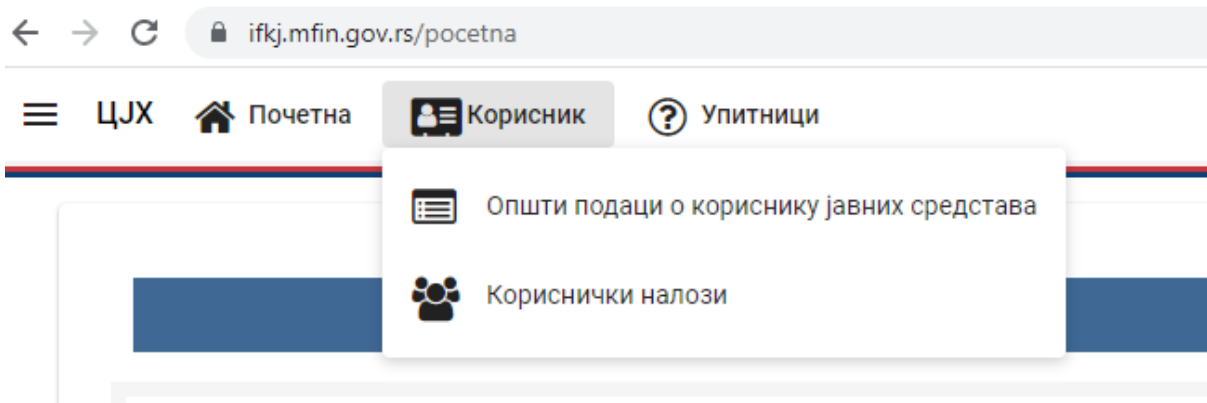 ifkj.mfin.gov.rs/pocetna
ЦЈХ Почетна Корисник Упитници
Општи подаци о кориснику јавних средстава
Кориснички налози